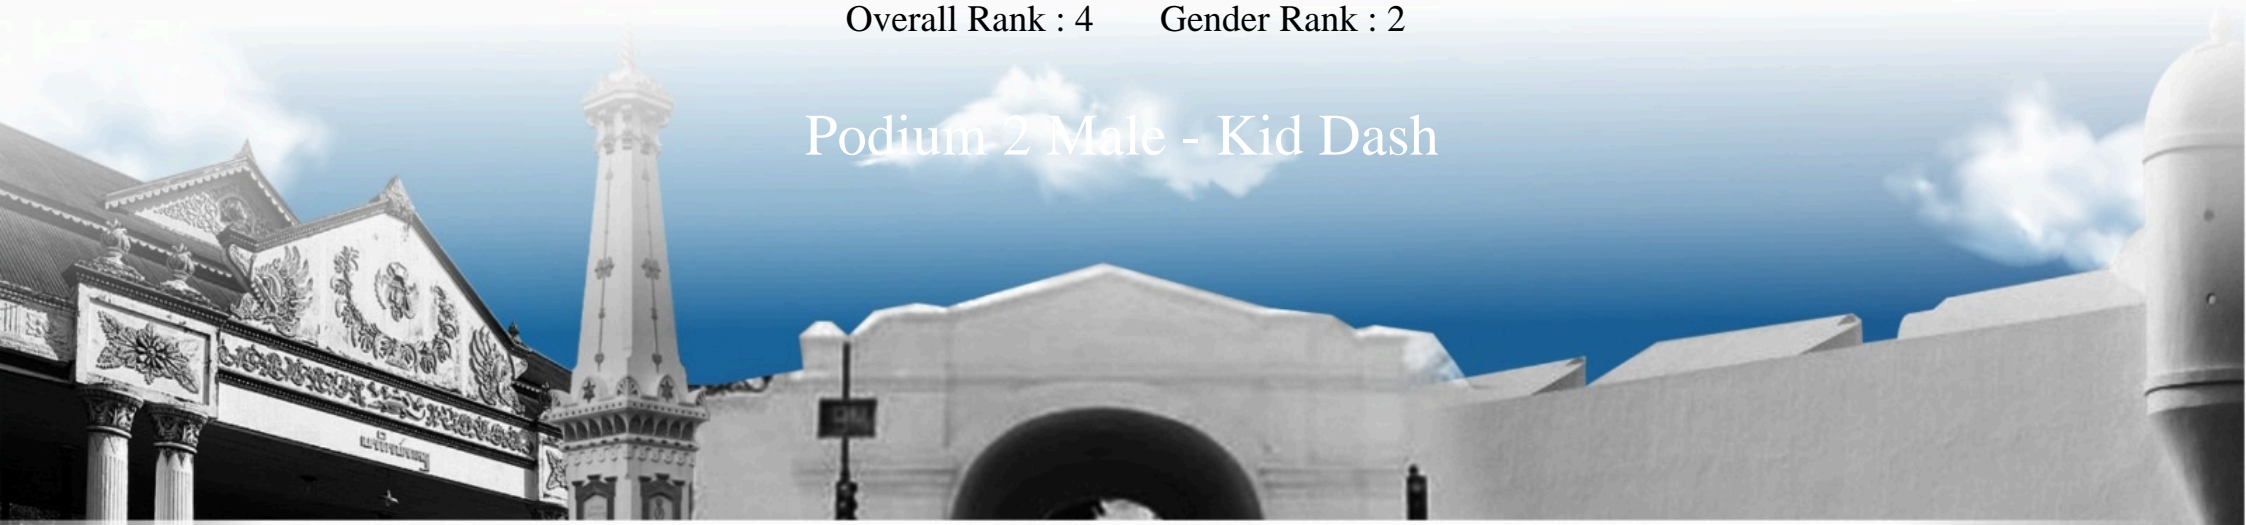 Overall Rank : 4 Gender Rank : 2
Podium 2 Male - Kid Dash